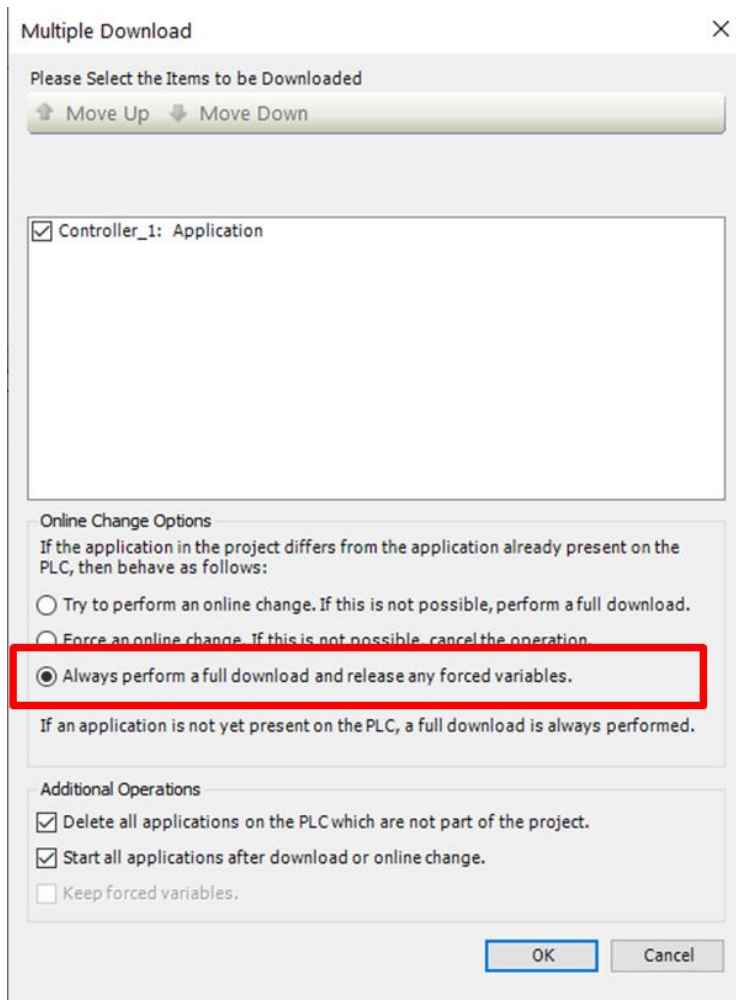 Multiple Download
Please Select the Items to be Downloaded
Move Up Move Down
Controller_1: Application
Online Change Options
If the application in the project differs from the application already present on the
PLC, then behave as follows:
Try to perform an online change. If this is not possible, perform a full download.
Force an online change. If this is not possible, cancel the operation.
Always perform a full download and release any forced variables.
If an application is not yet present on the PLC, a full download is always performed.
Additional Operations
Delete all applications on the PLC which are not part of the project.
Start all applications after download or online change.
Keep forced variables.
OK Cancel